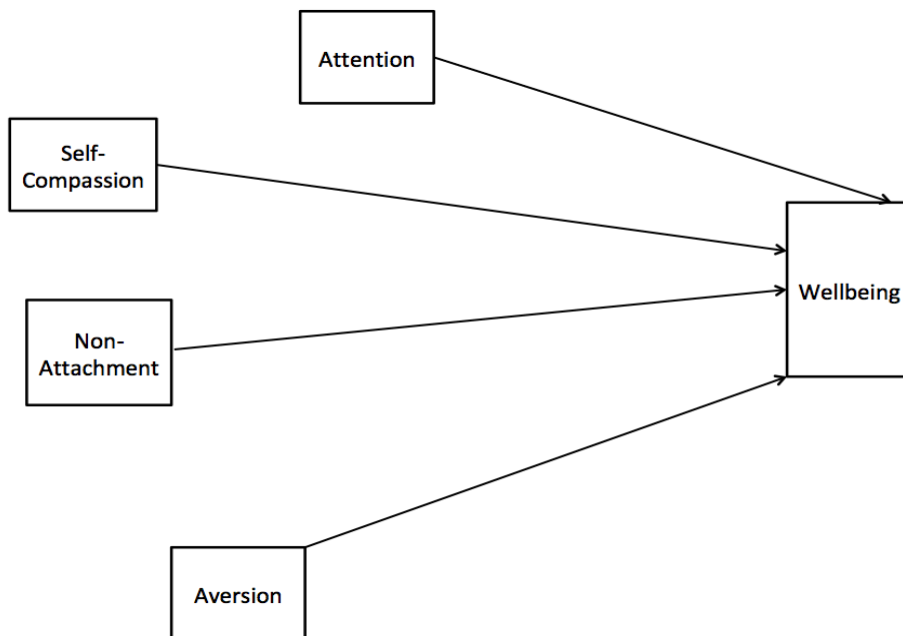 Attention
Self-
Compassion
Wellbeing
Non-
Attachment
Aversion